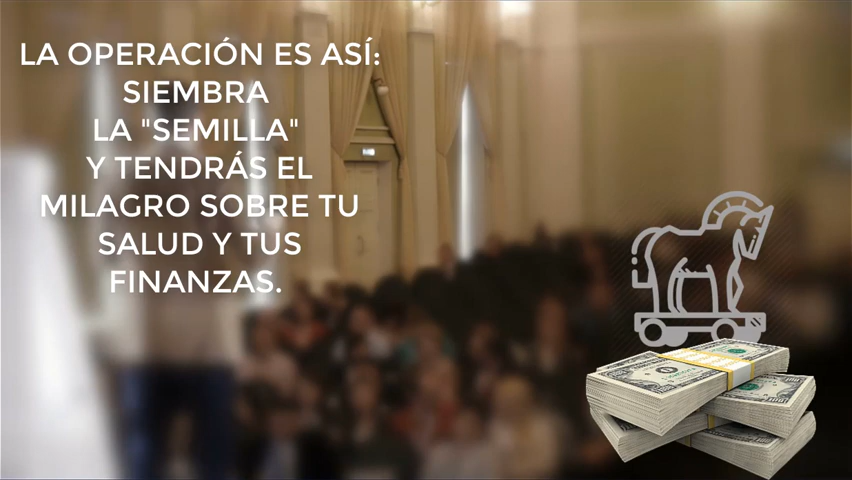 LA OPERACIÓN ES ASÍ:
SIEMBRA
LA "SEMILLA"
Y TENDRÁS EL
MILAGRO SOBRE TU
SALUD Y TUS
FINANZAS.